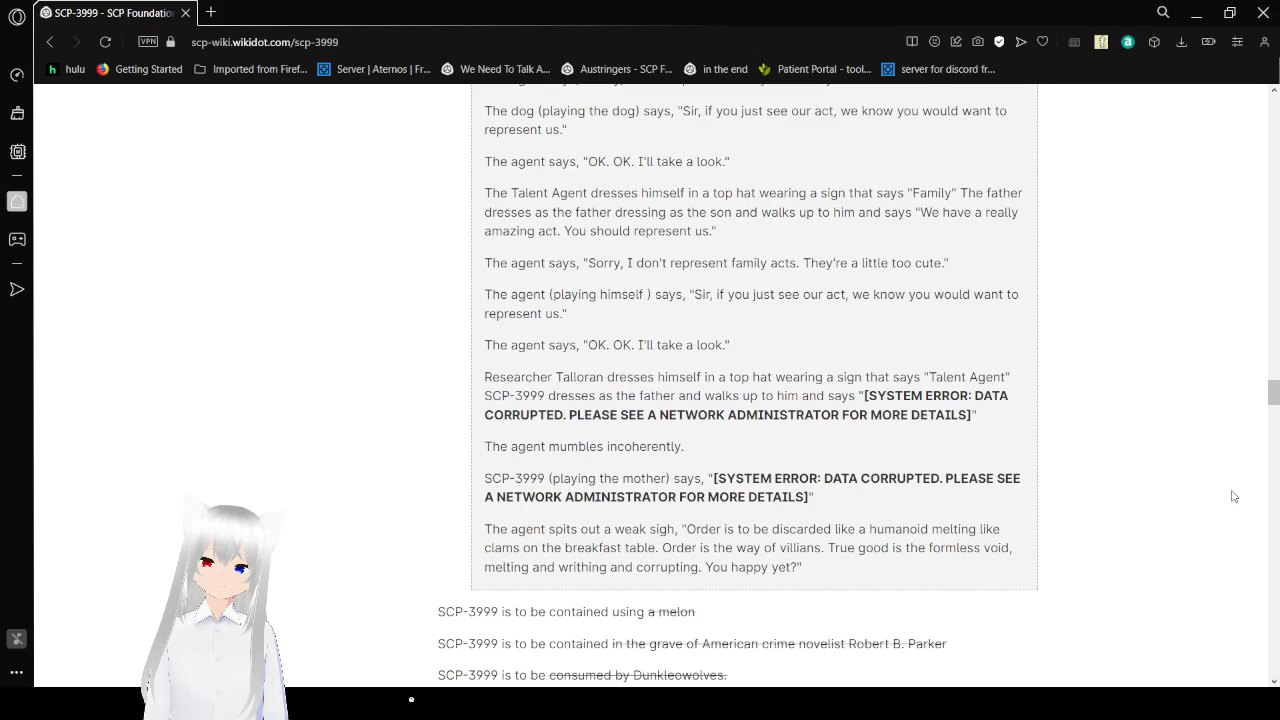 SCP-3999 - SCP Foundatio
VPN
scp-wiki.wikidot.com/scp-3999
hulu
Getting Started
Imported from Firef...
Server | Aternos | Fr...
We Need To Talk A...
Austringers - SCP F...
in the end
Patient Portal - tool...
server for discord fr...
The dog (playing the dog) says, "Sir, if you just see our act, we know you would want to
represent us."
The agent says, "OK. OK. I'll take a look."
The Talent Agent dresses himself in a top hat wearing a sign that says "Family" The father
dresses as the father dressing as the son and walks up to him and says "We have a really
amazing act. You should represent us."
The agent says, "Sorry, I don't represent family acts. They're a little too cute."
The agent (playing himself ) says, "Sir, if you just see our act, we know you would want to
represent us."
The agent says, "OK. OK. I'll take a look."
Researcher Talloran dresses himself in a top hat wearing a sign that says "Talent Agent"
SCP-3999 dresses as the father and walks up to him and says "[SYSTEM ERROR: DATA
CORRUPTED. PLEASE SEE A NETWORK ADMINISTRATOR FOR MORE DETAILS]"
The agent mumbles incoherently.
SCP-3999 (playing the mother) says, "[SYSTEM ERROR: DATA CORRUPTED. PLEASE SEE
A NETWORK ADMINISTRATOR FOR MORE DETAILS]"
The agent spits out a weak sigh, "Order is to be discarded like a humanoid melting like
clams on the breakfast table. Order is the way of villians. True good is the formless void,
melting and writhing and corrupting. You happy yet?"
SCP-3999 is to be contained using a melon
SCP-3999 is to be contained in the grave of American crime novelist Robert B. Parker
SCP-3999 is to be consumed by Dunkleowolves.